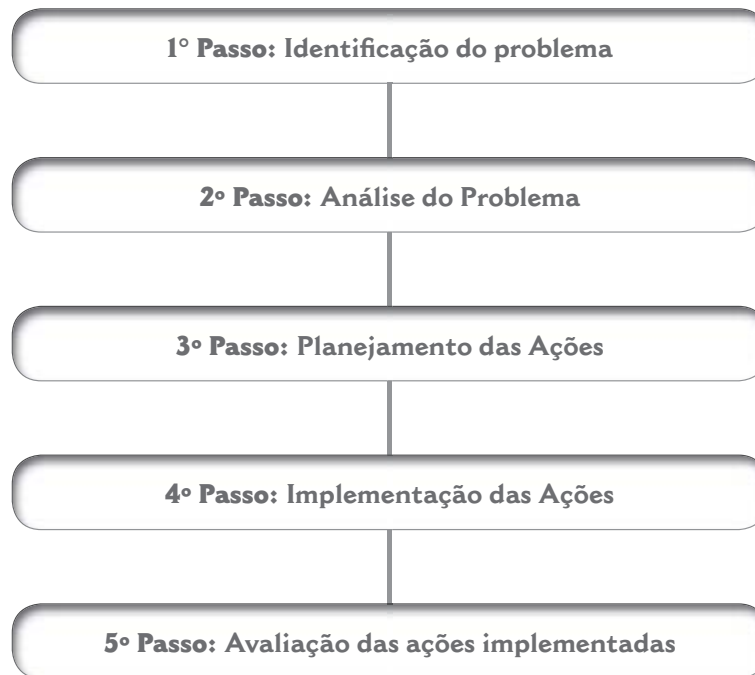 1° Passo: Identificação do problema
2º Passo: Análise do Problema
3º Passo: Planejamento das Ações
4º Passo: Implementação das Ações
5º Passo: Avaliação das ações implementadas